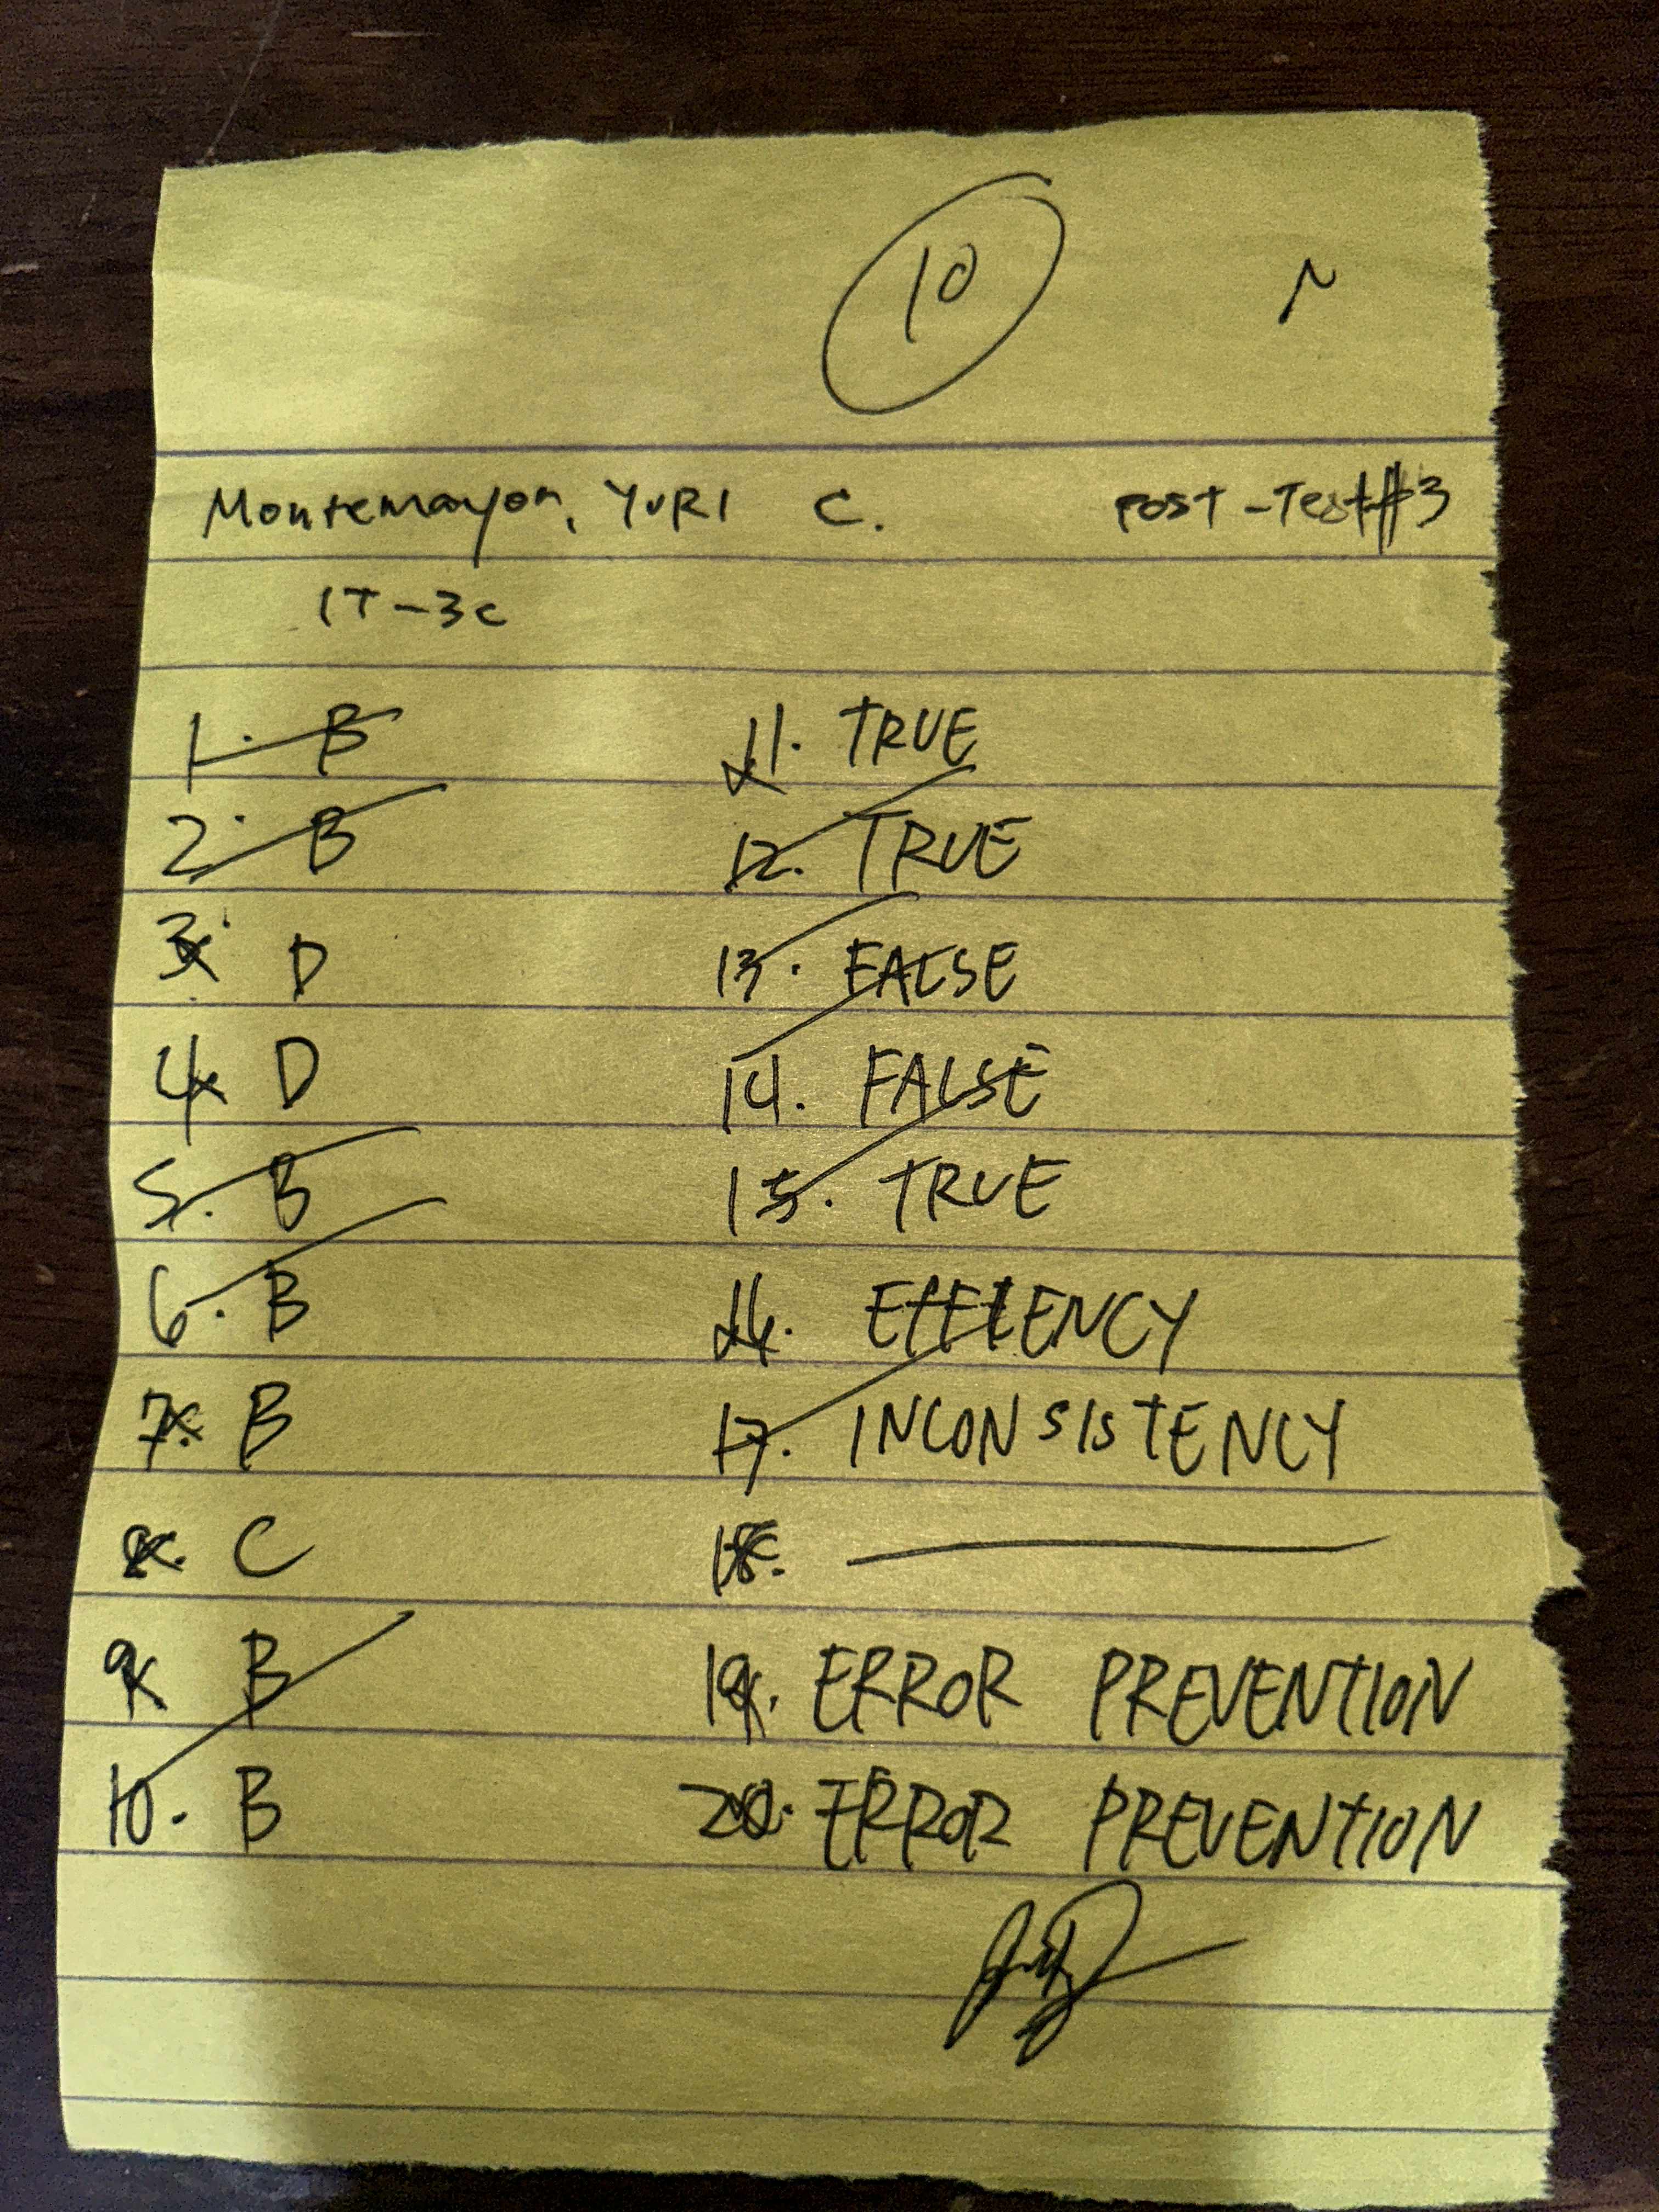 10
Montemayor, YURI C. POST-Test#3
IT-3c
1. B
2. B
3. D
4. D
5. B
6. B
7. B
8. C
9. B
10. B
11. TRUE
12. TRUE
13. FALSE
14. FALSE
15. TRUE
16. EFFIENCY
17. INCONSISTENCY
18.
19. ERROR PREVENTION
20. ERROR PREVENTION